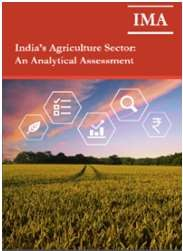 IMA
India's Agriculture Sector:
An Analytical Assessment
₹